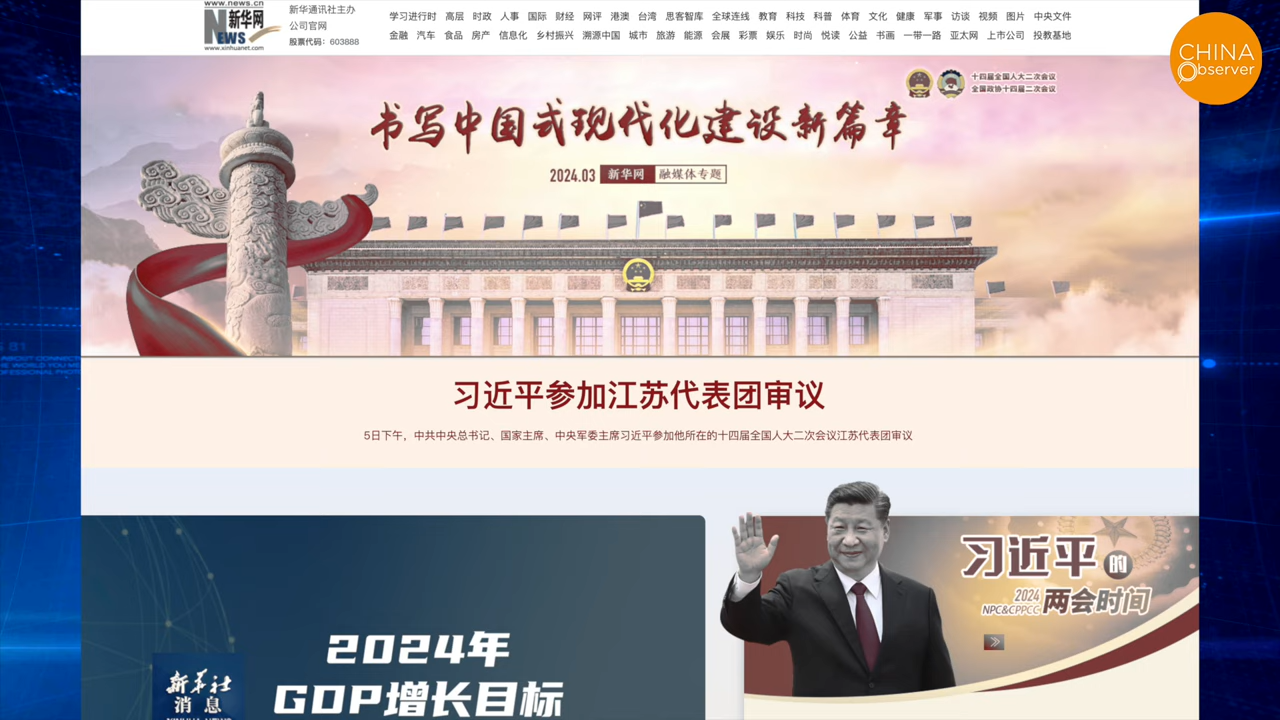 www.news.cn
新华网
NEWS
www.xinhuanet.com
新华通讯社主办
公司官网
股票代码：603888
学习进行时 高层 时政 人事 国际 财经 网评 港澳 台湾 思客智库 全球连线 教育 科技 科普 体育 文化 健康 军事 访谈 视频 图片 中央文件
金融 汽车 食品 房产 信息化 乡村振兴 溯源中国 城市 旅游 能源 会展 彩票 娱乐 时尚 悦读 公益 书画 一带一路 亚太网 上市公司 投教基地
CHINA
Observer
十四届全国人大二次会议
全国政协十四届二次会议
书写中国式现代化建设新篇章
2024.03 新华网 融媒体专题
习近平参加江苏代表团审议
5日下午，中共中央总书记、国家主席、中央军委主席习近平参加他所在的十四届全国人大二次会议江苏代表团审议
习近平的
2024
NPC&CPPCC 两会时间
2024年
GDP增长目标
新华社
消息